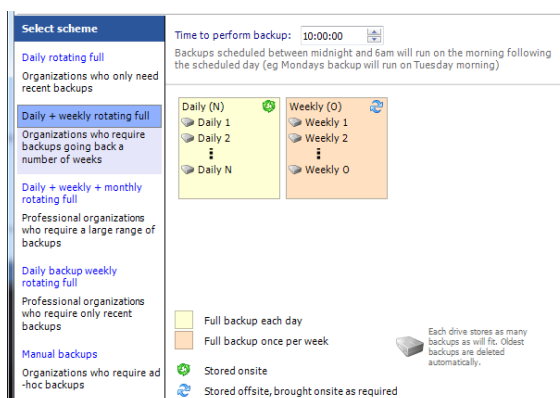 Select scheme
Daily rotating full
Organizations who only need
recent backups
Daily + weekly rotating full
Organizations who require
backups going back a
number of weeks
Daily + weekly + monthly
rotating full
Professional organizations
who require a large range of
backups
Daily backup weekly
rotating full
Professional organizations
who require only recent
backups
Manual backups
Organizations who require ad
-hoc backups
Time to perform backup: 10:00:00
Backups scheduled between midnight and 6am will run on the morning following
the scheduled day (eg Mondays backup will run on Tuesday morning)
Daily (N)
Daily 1
Daily 2
Daily N
Weekly (O)
Weekly 1
Weekly 2
Weekly O
Full backup each day
Full backup once per week
Stored onsite
Stored offsite, brought onsite as required
Each drive stores as many
backups as will fit. Oldest
backups are deleted
automatically.